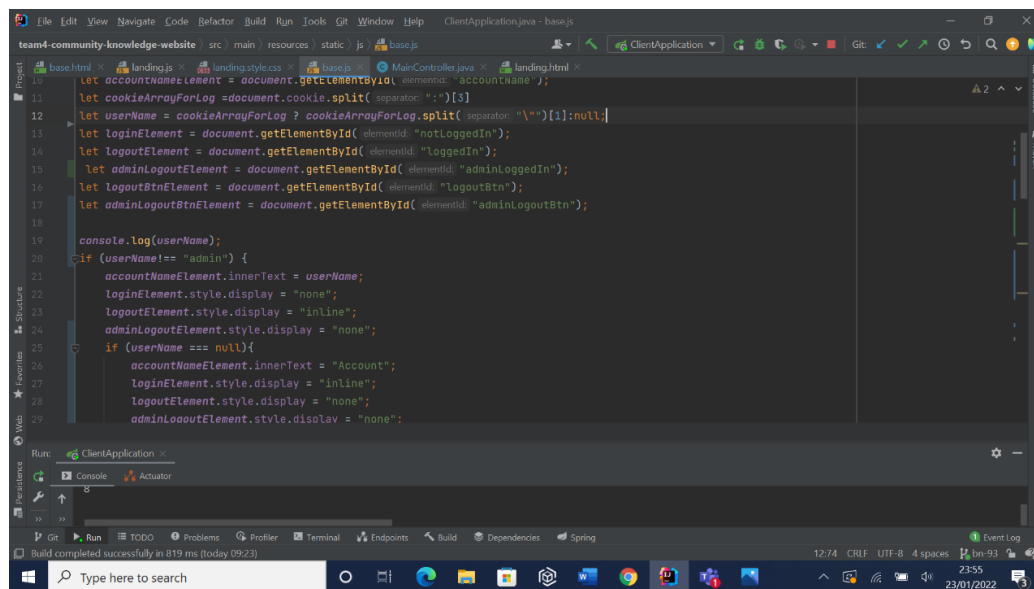 File Edit View Navigate Code Refactor Build Run Tools Git Window Help ClientApplication.java - base.js
team4-community-knowledge-website src main resources static js base.js ClientApplication Git:
base.html landing.js landing.style.css base.js MainController.java landing.html
Project
10 let accountNameElement = document.getElementById( elementId: "accountName");
11 let cookieArrayForLog =document.cookie.split( separator: ":")[3]
2
12 let userName = cookieArrayForLog ? cookieArrayForLog.split( separator: "\"")[1]:null;
13 let loginElement = document.getElementById( elementId: "notLoggedIn");
14 let logoutElement = document.getElementById( elementId: "loggedIn");
15 let adminLogoutElement = document.getElementById( elementId: "adminLoggedIn");
16 let logoutBtnElement = document.getElementById( elementId: "logoutBtn");
17 let adminLogoutBtnElement = document.getElementById( elementId: "adminLogoutBtn");
18
19 console.log(userName);
20 if (userName!== "admin") {
21 accountNameElement.innerText = userName;
22 loginElement.style.display = "none";
23 logoutElement.style.display = "inline";
24 adminLogoutElement.style.display = "none";
25 if (userName === null){
26 accountNameElement.innerText = "Account";
27 loginElement.style.display = "inline";
28 logoutElement.style.display = "none";
29 adminLogoutElement.style.display = "none";
Structure
Favorites
Web
Persistence
Run: ClientApplication
Console Actuator
8
Git Run TODO Problems Profiler Terminal Endpoints Build Dependencies Spring 1 Event Log
Build completed successfully in 819 ms (today 09:23) 12:74 CRLF UTF-8 4 spaces bn-93
Type here to search
23:55
23/01/2022
3